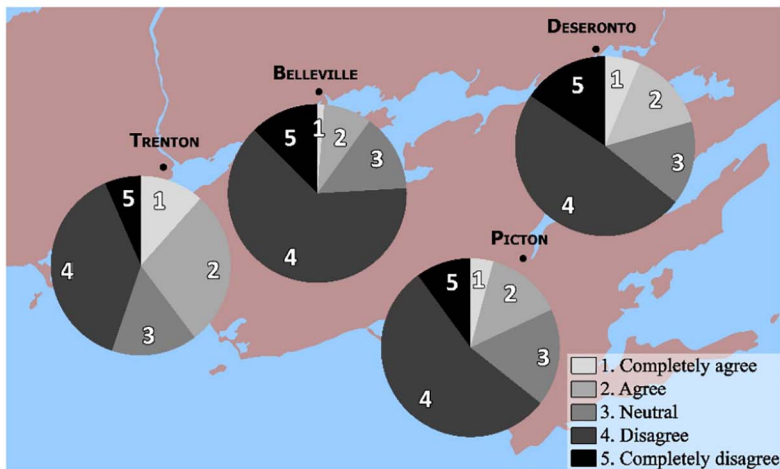 DESERONTO
1
2
3
4
5
BELLEVILLE
1
2
3
4
5
TRENTON
1
2
3
4
5
PICTON
1
2
3
4
5
1. Completely agree
2. Agree
3. Neutral
4. Disagree
5. Completely disagree